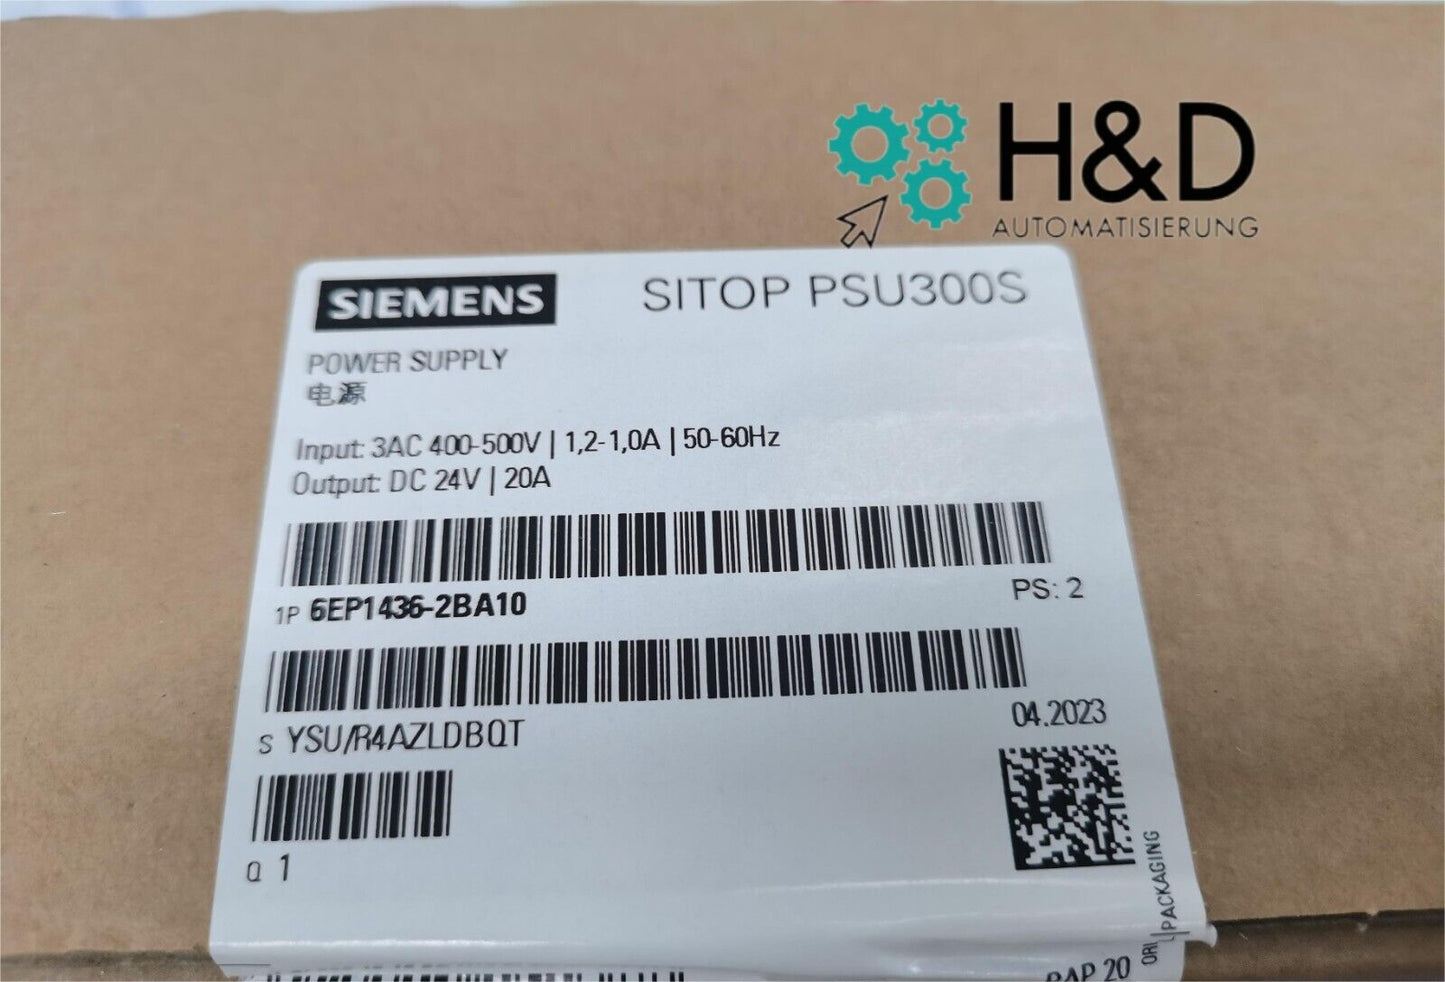 H&D
AUTOMATISIERUNG
SIEMENS
SITOP PSU300S
POWER SUPPLY
电源
Input: 3AC 400-500V | 1,2-1,0A | 50-60Hz
Output: DC 24V | 20A
1P 6EP1436-2BA10
PS: 2
S YSU/R4AZLDBQT
04.2023
Q 1
PACKAGING
PAP 20